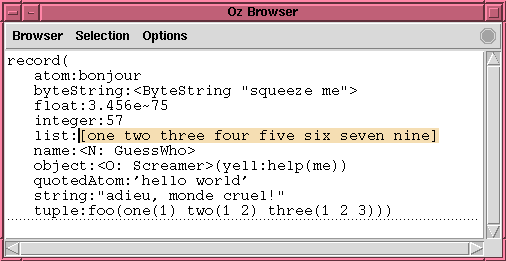 Oz Browser
Browser Selection Options
record(
   atom:bonjour
   byteString:<ByteString "squeeze me">
   float:3.456e~75
   integer:57
   list:[one two three four five six seven nine]
   name:<N: GuessWho>
   object:<O: Screamer>(yell:help(me))
   quotedAtom:'hello world'
   string:"adieu, monde cruel!"
   tuple:foo(one(1) two(1 2) three(1 2 3)))